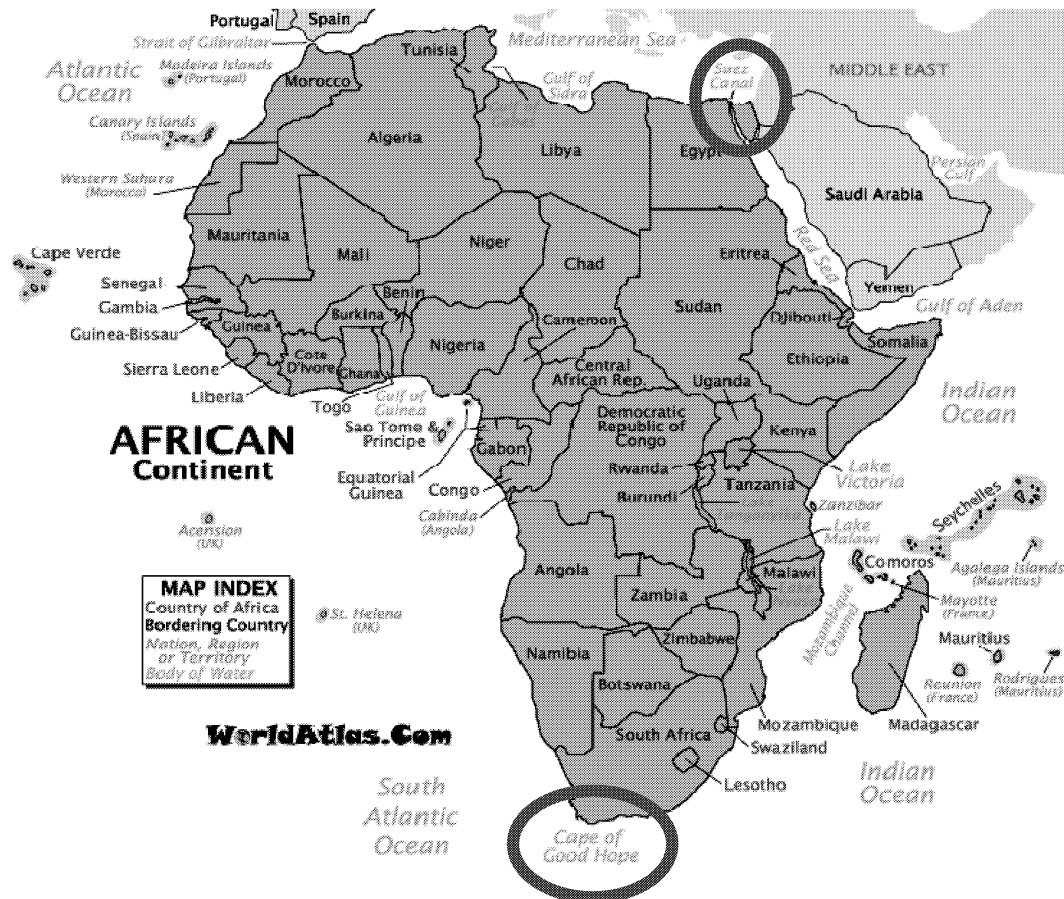 Portugal
Spain
Strait of Gilbraltar
Mediterranean Sea
Tunisia
Suez
Canal
MIDDLE EAST
Atlantic
Ocean
Madeira Islands
(Portugal)
Morocco
Gulf of
Sidra
Gulf of
Gabes
Canary Islands
(Spain)
Algeria
Libya
Egypt
Persian
Gulf
Western Sahara
(Morocco)
Saudi Arabia
Mauritania
Mali
Niger
Chad
Red Sea
Eritrea
Cape Verde
Senegal
Gambia
Guinea-Bissau
Guinea
Burkina
Benin
Sudan
Yemen
Gulf of Aden
Djibouti
Somalia
Cameroon
Nigeria
Sierra Leone
Cote
D'Ivore
Ghana
Central
African Rep.
Ethiopia
Liberia
Togo
Gulf of
Guinea
Uganda
Indian
Ocean
Sao Tome &
Principe
Democratic
Republic of
Congo
Kenya
AFRICAN
Continent
Gabon
Equatorial
Guinea
Congo
Rwanda
Burundi
Tanzania
Lake
Victoria
Cabinda
(Angola)
Lake
Tanganyika
Zanzibar
Seychelles
Acension
(UK)
Lake
Malawi
Angola
Malawi
Comoros
Agalega Islands
(Mauritius)
MAP INDEX
Country of Africa
Bordering Country
Nation, Region
or Territory
Body of Water
St. Helena
(UK)
Zambia
Lake
Mayotte
(France)
Mozambique
Channel
Zimbabwe
Mauritius
Namibia
Botswana
Reunion
(France)
Rodrigues
(Mauritius)
WorldAtlas.Com
South Africa
Mozambique
Madagascar
Swaziland
Lesotho
South
Atlantic
Ocean
Indian
Ocean
Cape of
Good Hope